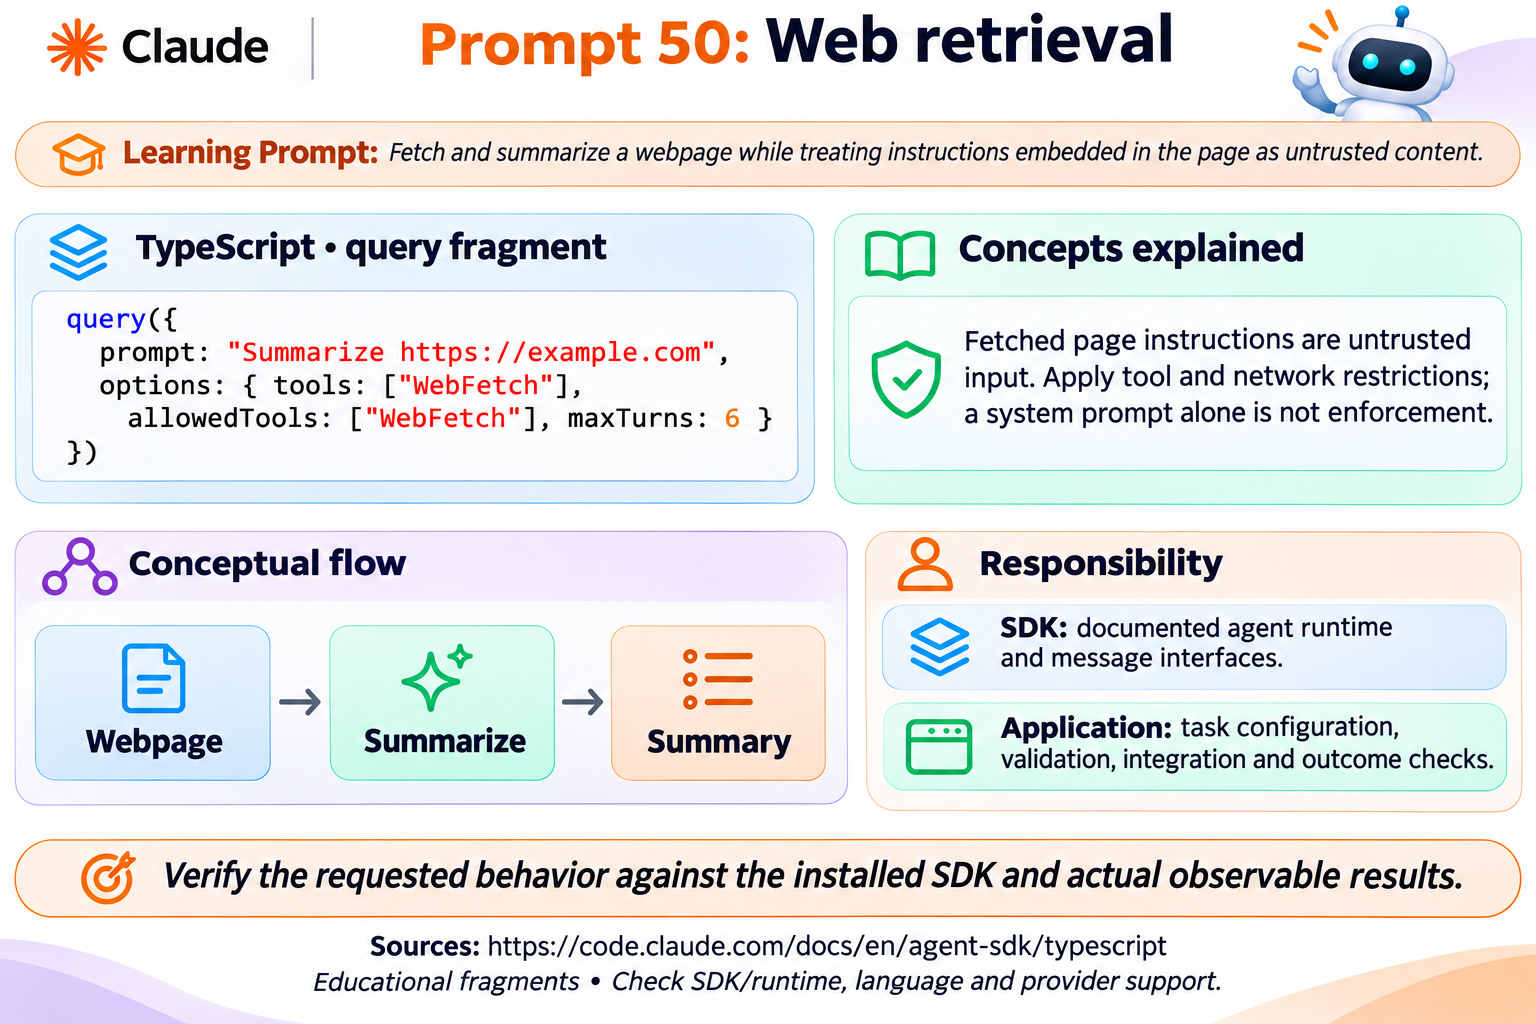 Claude
Prompt 50: Web retrieval
Learning Prompt: Fetch and summarize a webpage while treating instructions embedded in the page as untrusted content.
TypeScript • query fragment
query({
  prompt: "Summarize https://example.com",
  options: { tools: ["WebFetch"],
    allowedTools: ["WebFetch"], maxTurns: 6 }
})
Concepts explained
Fetched page instructions are untrusted
input. Apply tool and network restrictions;
a system prompt alone is not enforcement.
Conceptual flow
Webpage
Summarize
Summary
Responsibility
SDK: documented agent runtime
and message interfaces.
Application: task configuration,
validation, integration and outcome checks.
Verify the requested behavior against the installed SDK and actual observable results.
Sources: https://code.claude.com/docs/en/agent-sdk/typescript
Educational fragments • Check SDK/runtime, language and provider support.